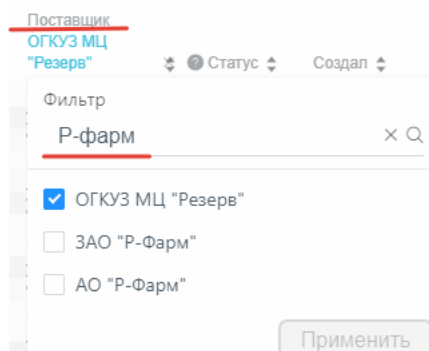 Поставщик
ОГКУЗ МЦ
"Резерв" ? Статус Создал
Фильтр
Р-фарм
ОГКУЗ МЦ "Резерв"
ЗАО "Р-Фарм"
АО "Р-Фарм"
Применить